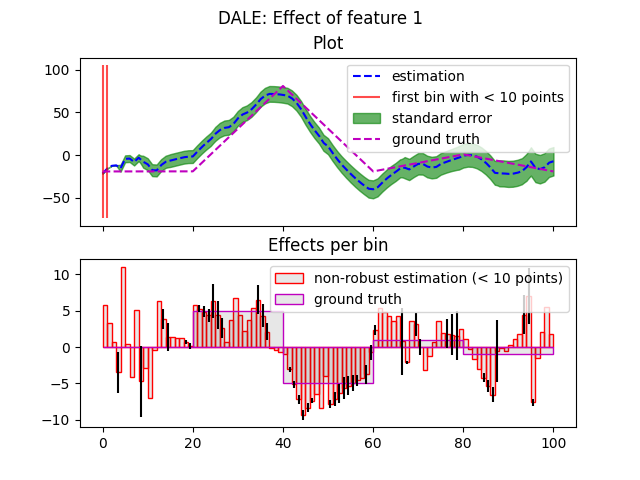 DALE: Effect of feature 1
Plot
100
50
0
−50
estimation
first bin with < 10 points
standard error
ground truth
Effects per bin
10
5
0
−5
−10
non-robust estimation (< 10 points)
ground truth
0 20 40 60 80 100